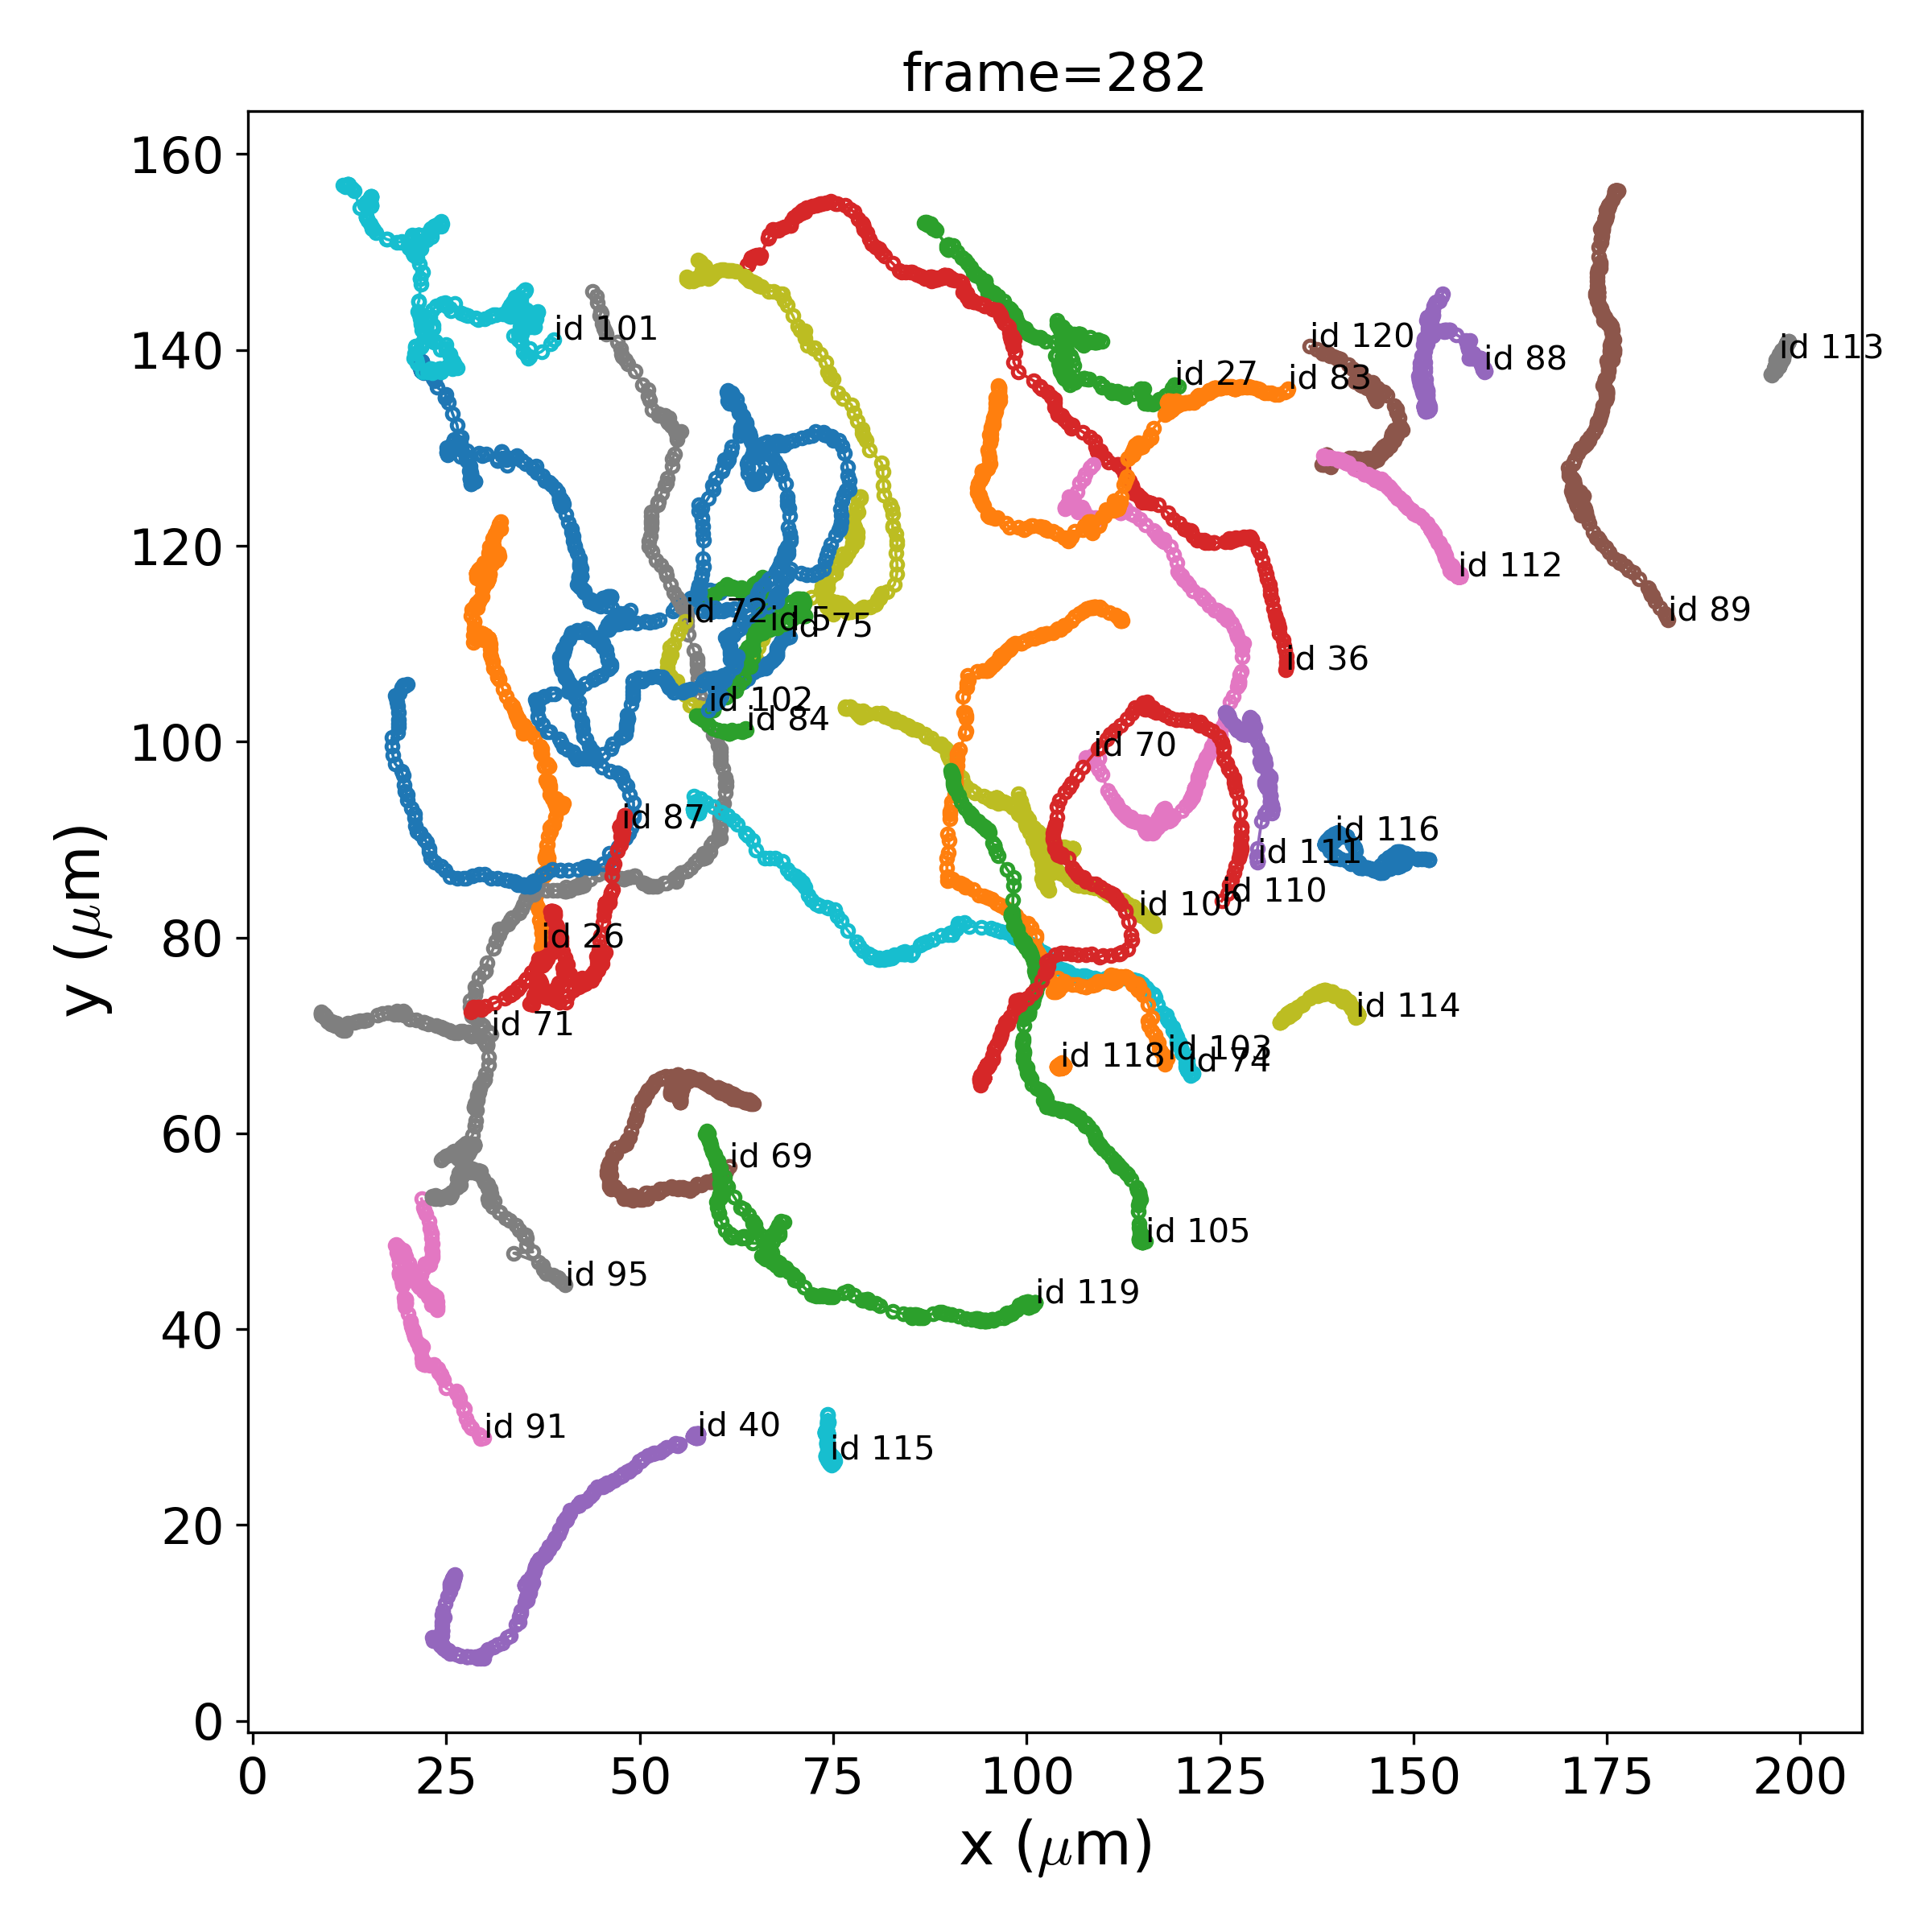 frame=282
160
140
120
100
80
60
40
20
0
y (μm)
id 101
id 27
id 83
id 120
id 88
id 113
id 112
id 89
id 72
id 5
id 75
id 36
id 102
id 84
id 70
id 87
id 116
id 111
id 110
id 100
id 26
id 71
id 114
id 118
id 103
id 74
id 69
id 105
id 95
id 119
id 91
id 40
id 115
0 25 50 75 100 125 150 175 200
x (μm)